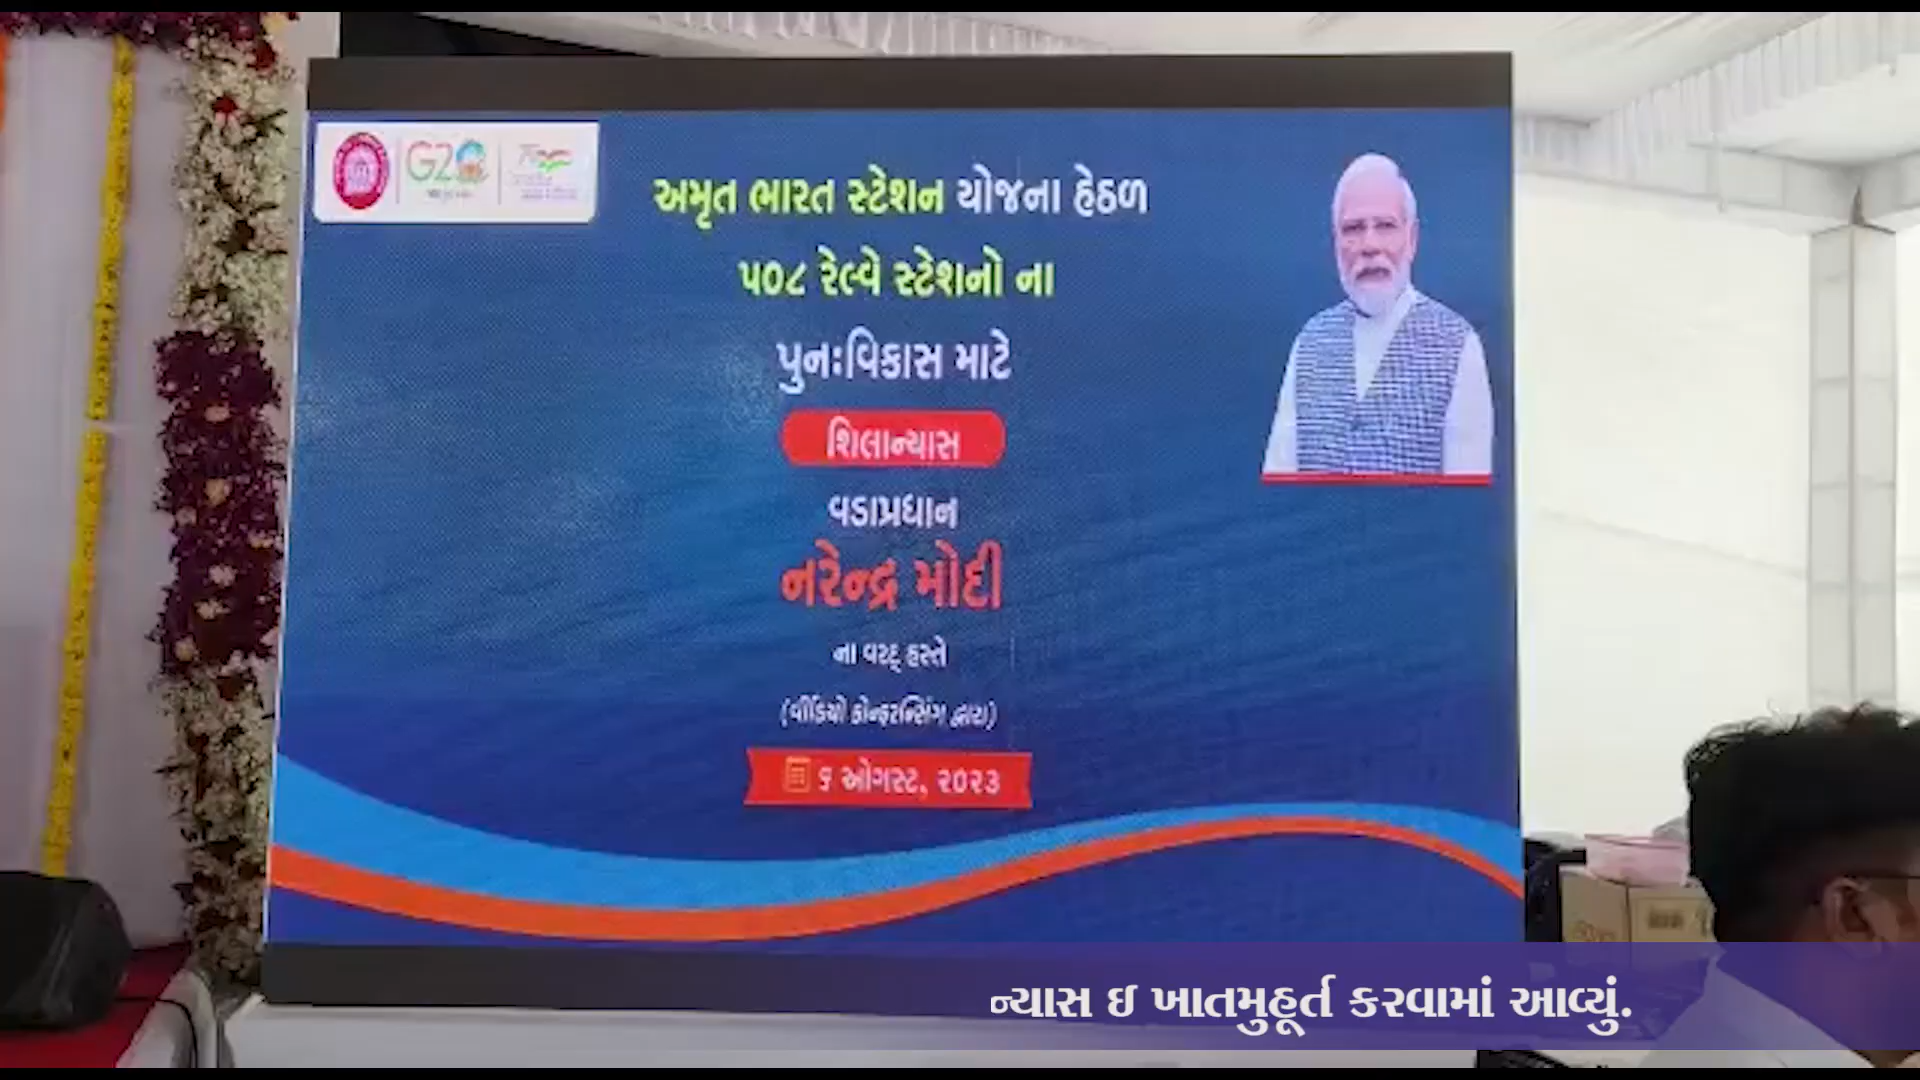 G20
અમૃત ભારત સ્ટેશન યોજના હેઠળ
૫૦૮ રેલ્વે સ્ટેશનો ના
પુનઃવિકાસ માટે
શિલાન્યાસ
વડાપ્રધાન
નરેન્દ્ર મોદી
ના વરદ્ હસ્તે
(વીડિયો કોન્ફરન્સિંગ દ્વારા)
૬ ઓગસ્ટ, ૨૦૨૩
ન્યાસ ઇ ખાતમુહૂર્ત કરવામાં આવ્યું.